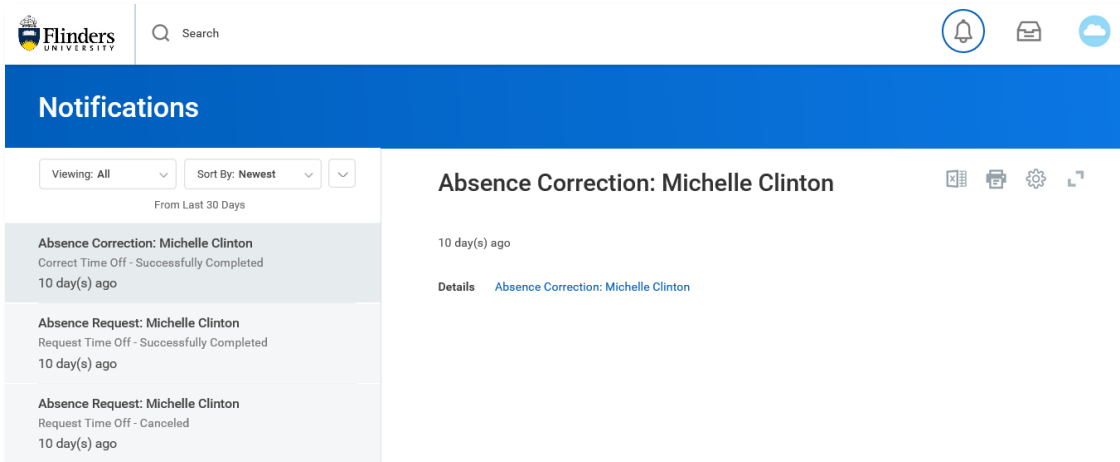 Flinders
UNIVERSITY
Search
Notifications
Viewing: All
Sort By: Newest
From Last 30 Days
Absence Correction: Michelle Clinton
Correct Time Off - Successfully Completed
10 day(s) ago
Absence Request: Michelle Clinton
Request Time Off - Successfully Completed
10 day(s) ago
Absence Request: Michelle Clinton
Request Time Off - Canceled
10 day(s) ago
Absence Correction: Michelle Clinton
10 day(s) ago
Details Absence Correction: Michelle Clinton